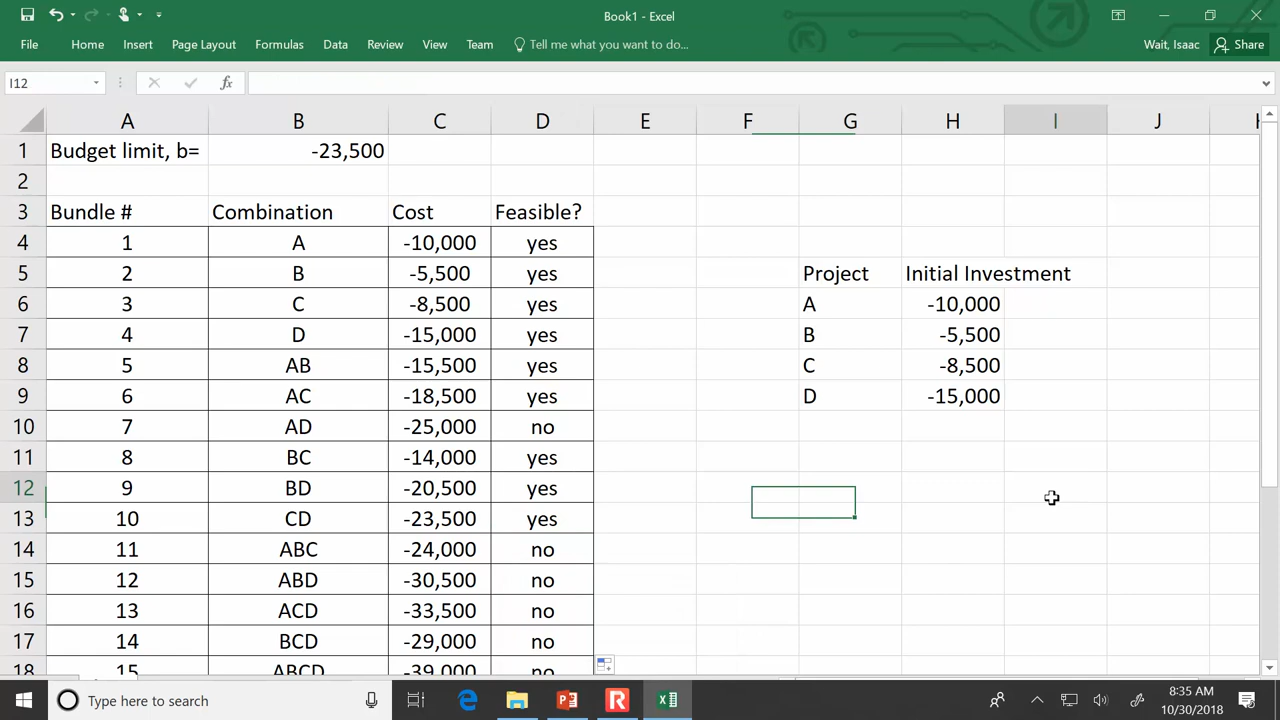 Book1 - Excel
File Home Insert Page Layout Formulas Data Review View Team Tell me what you want to do... Wait, Isaac Share
I12 fx
A B C D E F G H I J
1 Budget limit, b= -23,500
2
3 Bundle # Combination Cost Feasible?
4 1 A -10,000 yes
5 2 B -5,500 yes Project Initial Investment
6 3 C -8,500 yes A -10,000
7 4 D -15,000 yes B -5,500
8 5 AB -15,500 yes C -8,500
9 6 AC -18,500 yes D -15,000
10 7 AD -25,000 no
11 8 BC -14,000 yes
12 9 BD -20,500 yes
13 10 CD -23,500 yes
14 11 ABC -24,000 no
15 12 ABD -30,500 no
16 13 ACD -33,500 no
17 14 BCD -29,000 no
18 15 ABCD -39,000 no
Type here to search 8:35 AM
10/30/2018